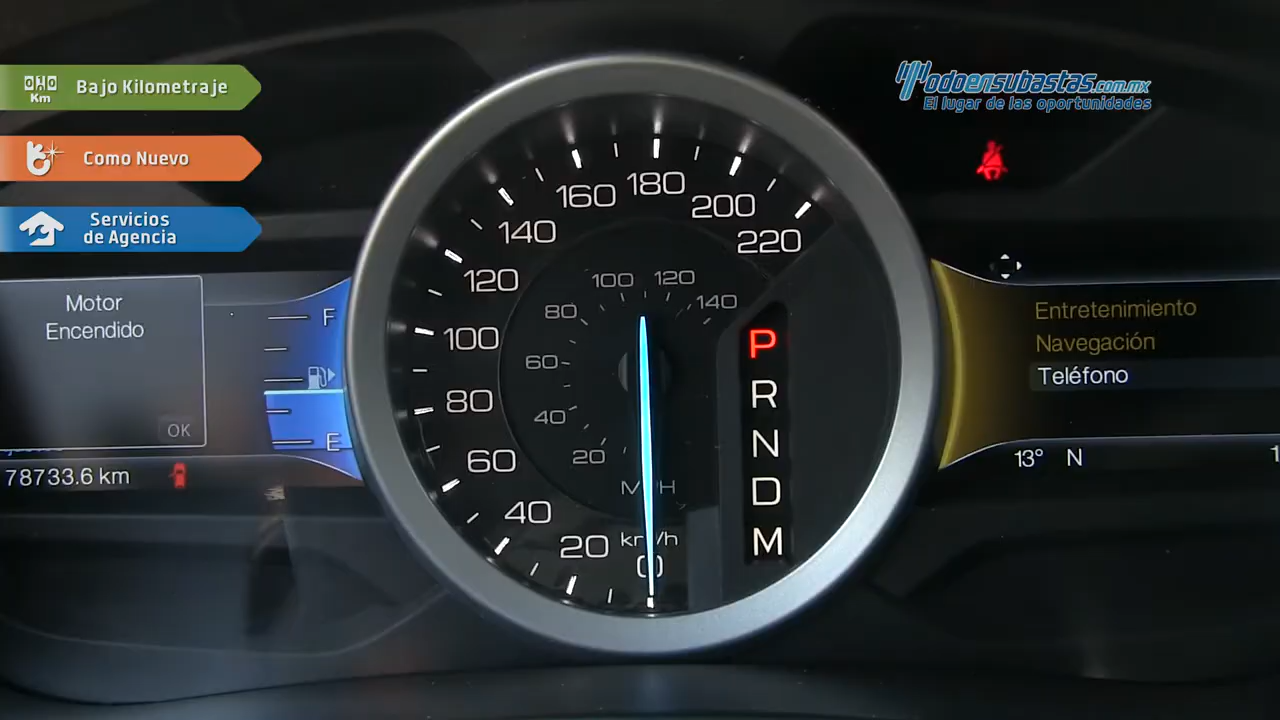 Km
Bajo Kilometraje
Como Nuevo
Servicios
de Agencia
Todoensubastas.com.mx
El lugar de las oportunidades
Motor
Encendido
OK
78733.6 km
F
E
220
200
180
160
140
120
100
80
60
40
20
0
km/h
140
120
100
80
60
40
20
MPH
P
R
N
D
M
Entretenimiento
Navegación
Teléfono
13° N